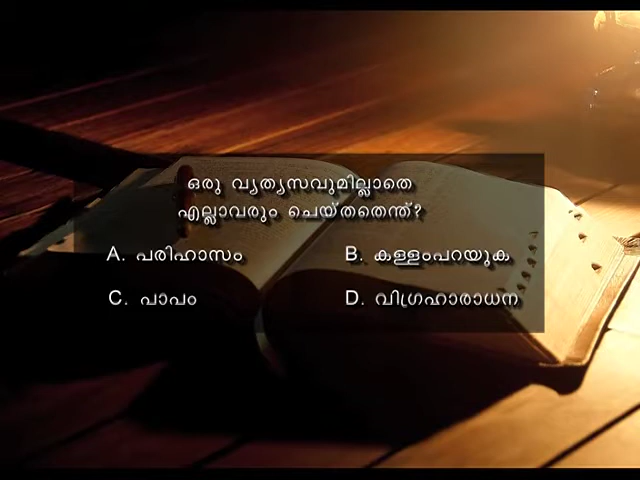 ഒരു വ്യത്യസവുമില്ലാതെ
എല്ലാവരും ചെയ്തതെന്ത്?
A. പരിഹാസം B. കള്ളംപറയുക
C. പാപം D. വിഗ്രഹാരാധന